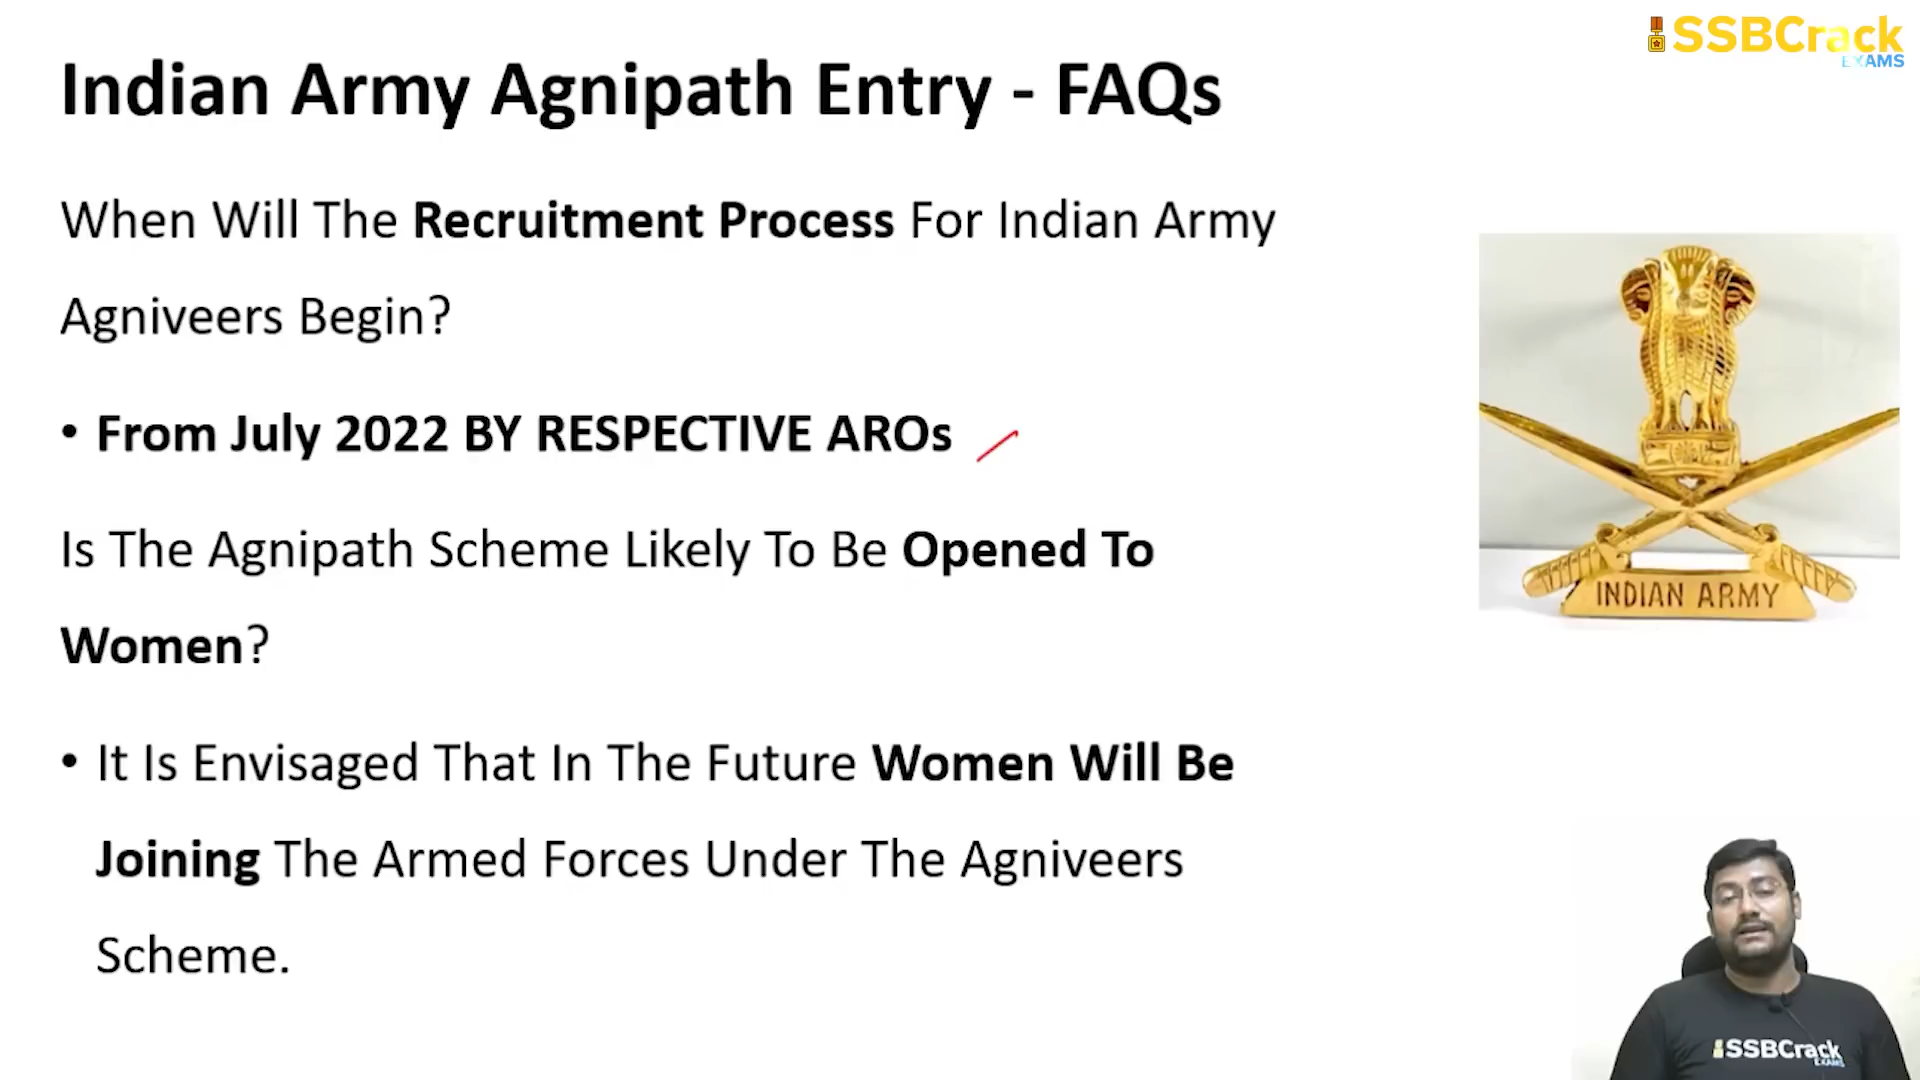 SSBCrack
EXAMS
Indian Army Agnipath Entry - FAQs
When Will The Recruitment Process For Indian Army
Agniveers Begin?
• From July 2022 BY RESPECTIVE AROs
Is The Agnipath Scheme Likely To Be Opened To
Women?
• It Is Envisaged That In The Future Women Will Be
Joining The Armed Forces Under The Agniveers
Scheme.
INDIAN ARMY
SSBCrack
EXAMS